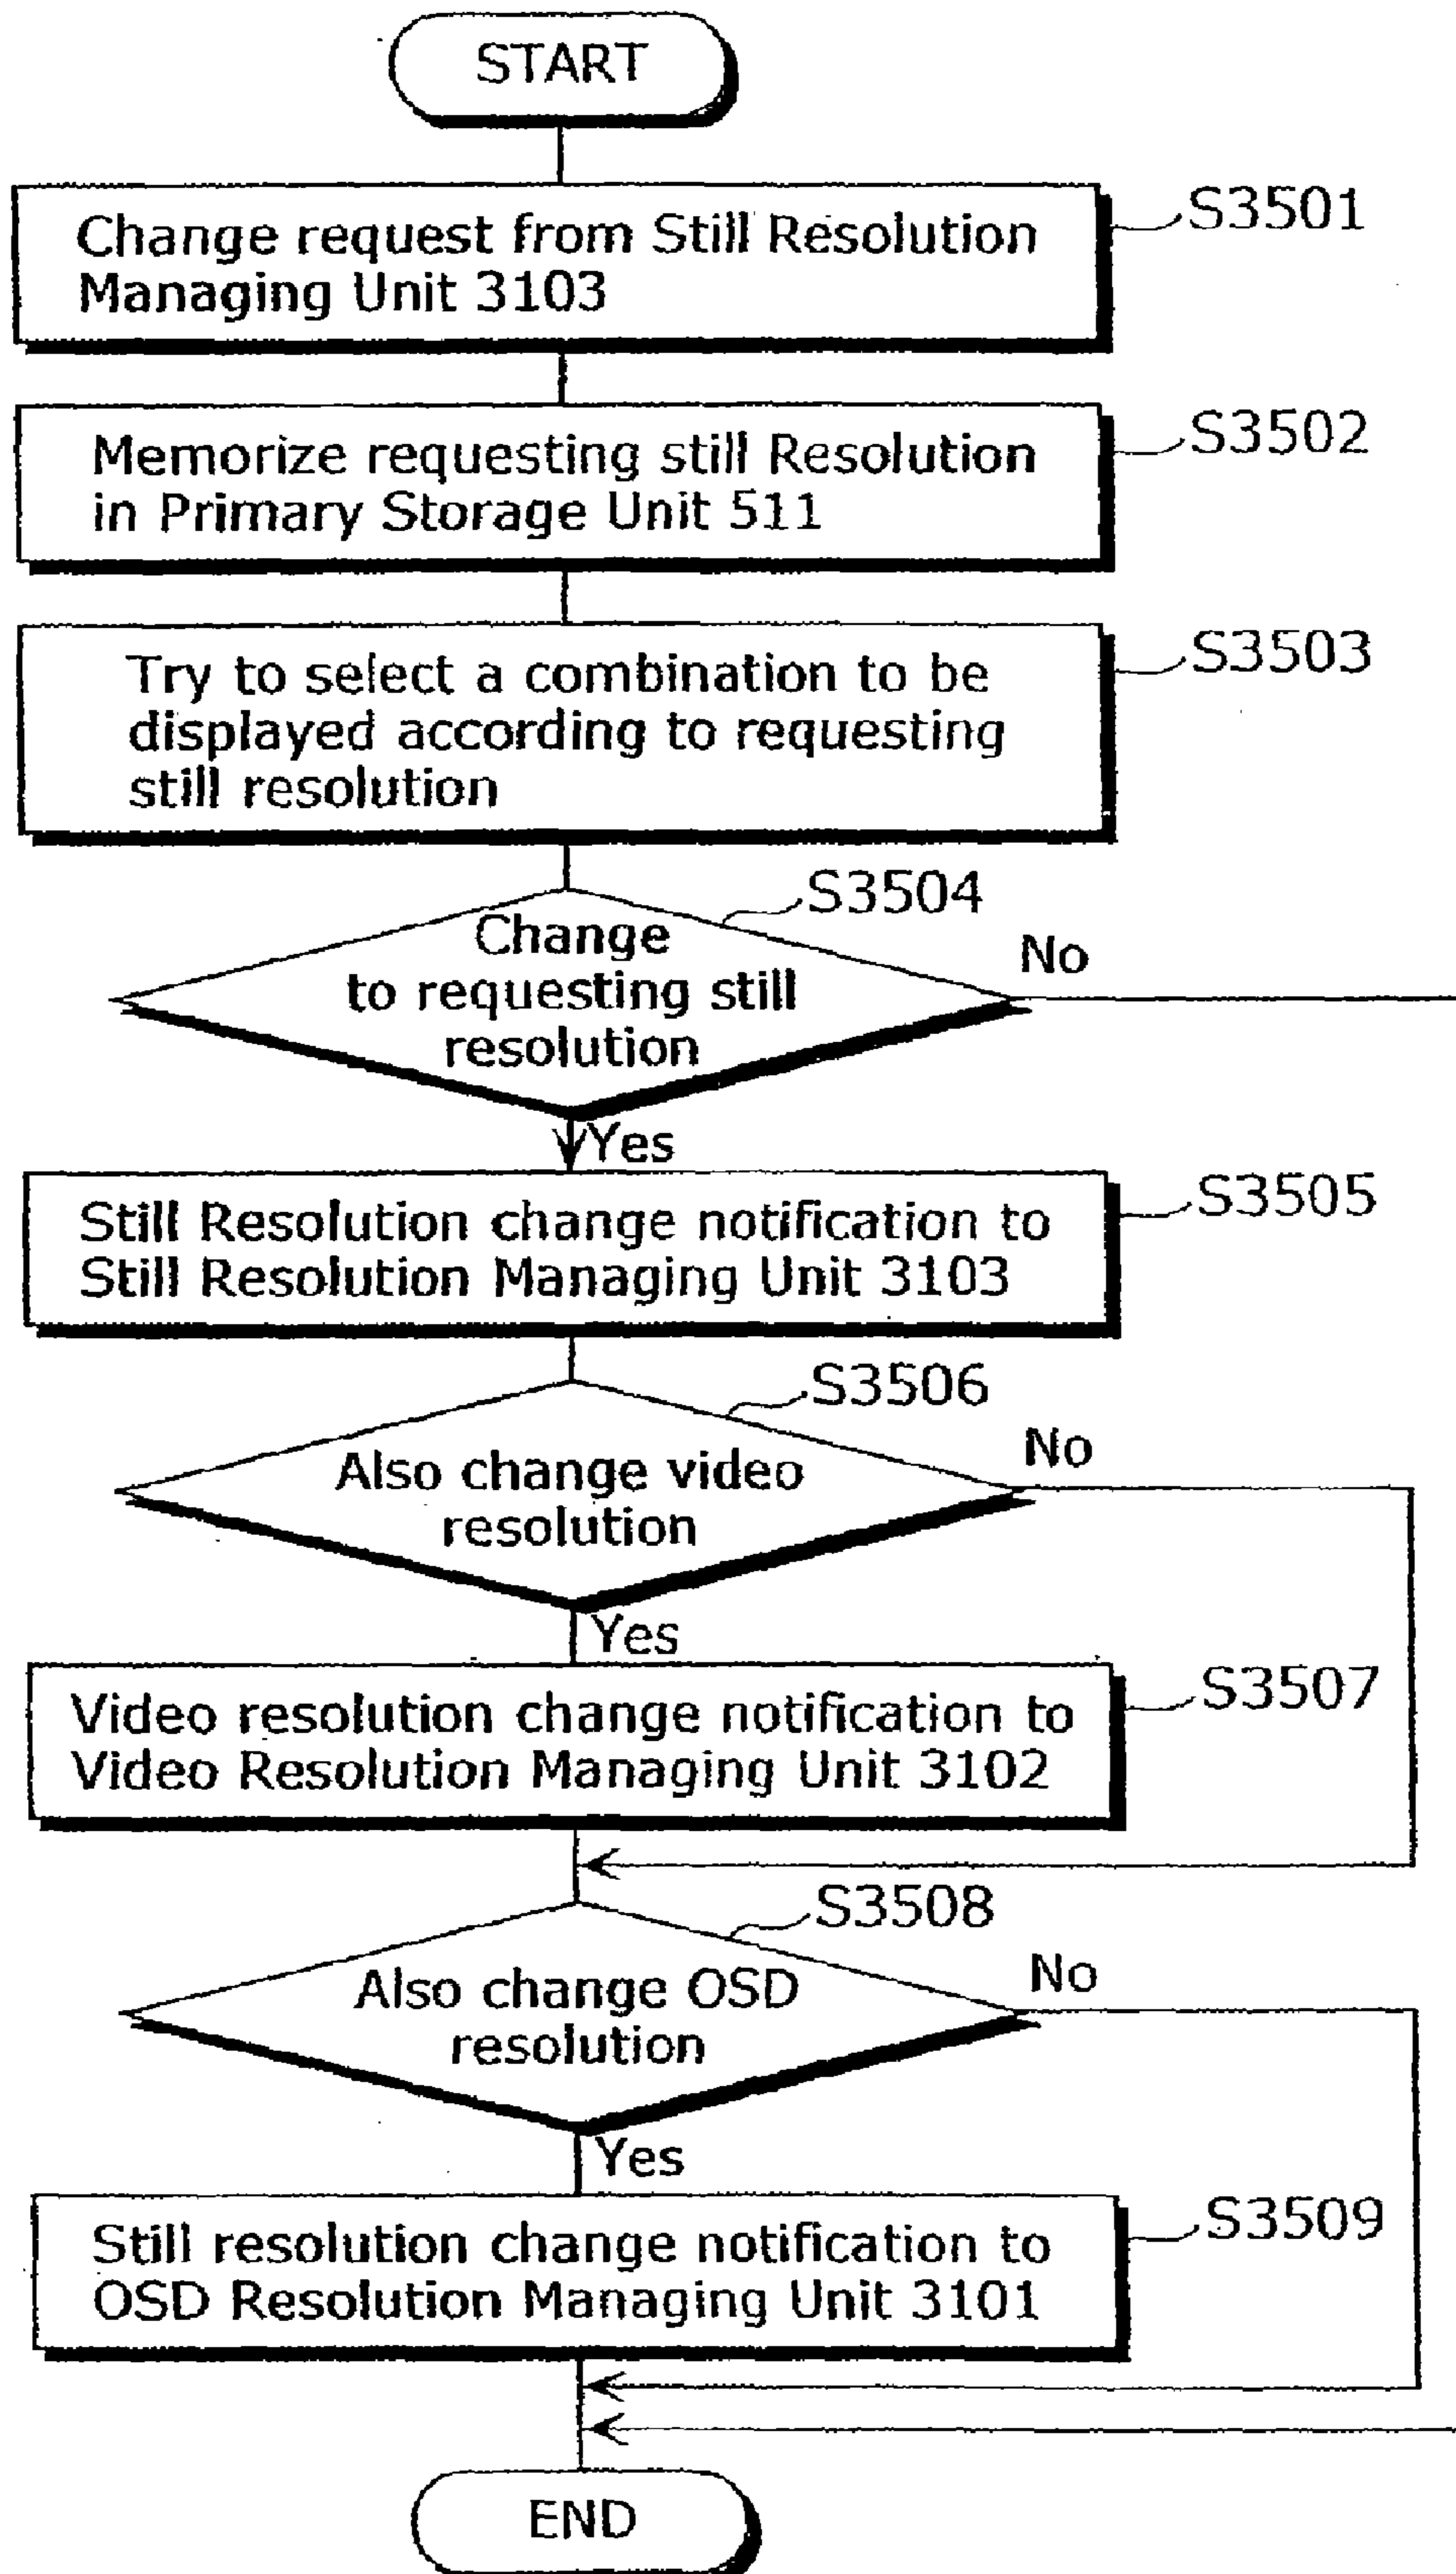 START
S3501
Change request from Still Resolution
Managing Unit 3103
S3502
Memorize requesting still Resolution
in Primary Storage Unit 511
S3503
Try to select a combination to be
displayed according to requesting
still resolution
S3504
Change
to requesting still
resolution
No
Yes
S3505
Still Resolution change notification to
Still Resolution Managing Unit 3103
S3506
Also change video
resolution
No
Yes
S3507
Video resolution change notification to
Video Resolution Managing Unit 3102
S3508
Also change OSD
resolution
No
Yes
S3509
Still resolution change notification to
OSD Resolution Managing Unit 3101
END